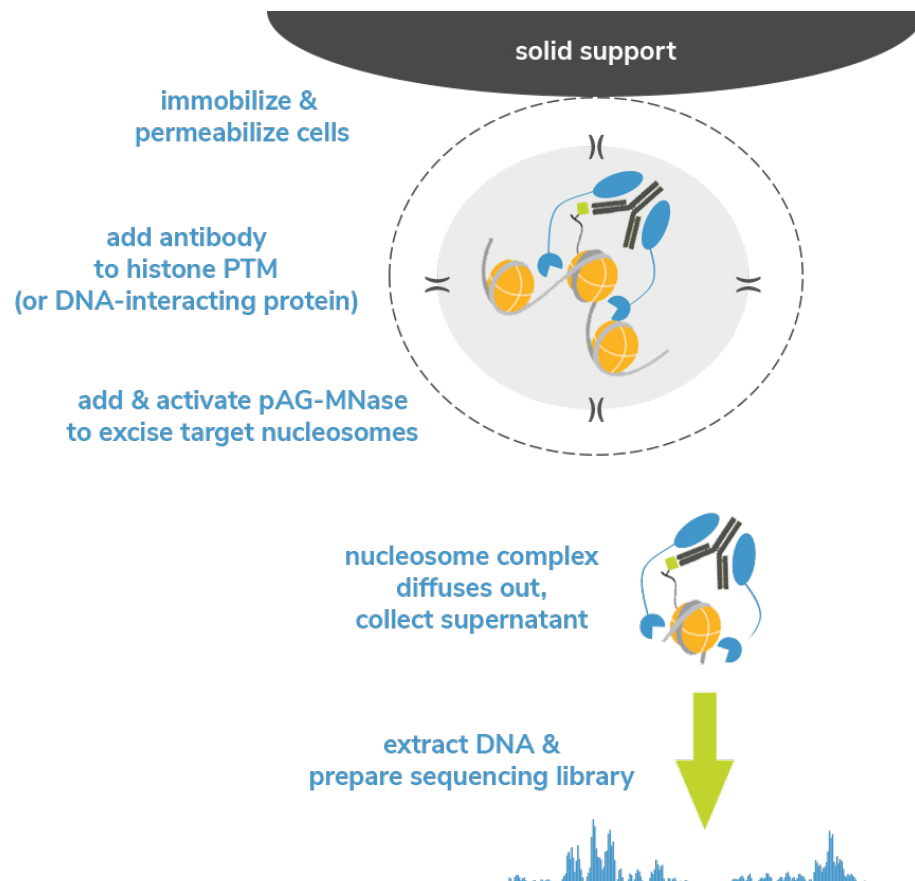 solid support
immobilize &
permeabilize cells
add antibody
to histone PTM
(or DNA-interacting protein)
add & activate pAG-MNase
to excise target nucleosomes
nucleosome complex
diffuses out,
collect supernatant
extract DNA &
prepare sequencing library